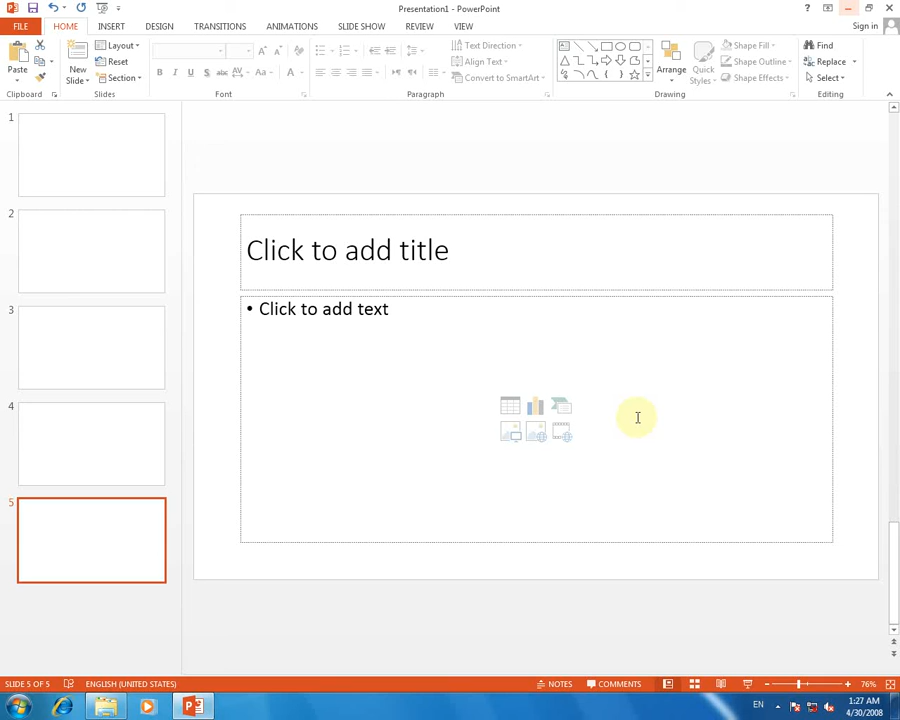 Presentation1 - PowerPoint
FILE HOME INSERT DESIGN TRANSITIONS ANIMATIONS SLIDE SHOW REVIEW VIEW Sign in
Paste
New
Slide
Layout
Reset
Section
B I U S abc AV Aa A
Text Direction
Align Text
Convert to SmartArt
Arrange
Quick
Styles
Shape Fill
Shape Outline
Shape Effects
Find
Replace
Select
Clipboard Slides Font Paragraph Drawing Editing
1
2
3
4
5
Click to add title
• Click to add text
SLIDE 5 OF 5 ENGLISH (UNITED STATES) NOTES COMMENTS 76%
EN 1:27 AM
4/30/2008